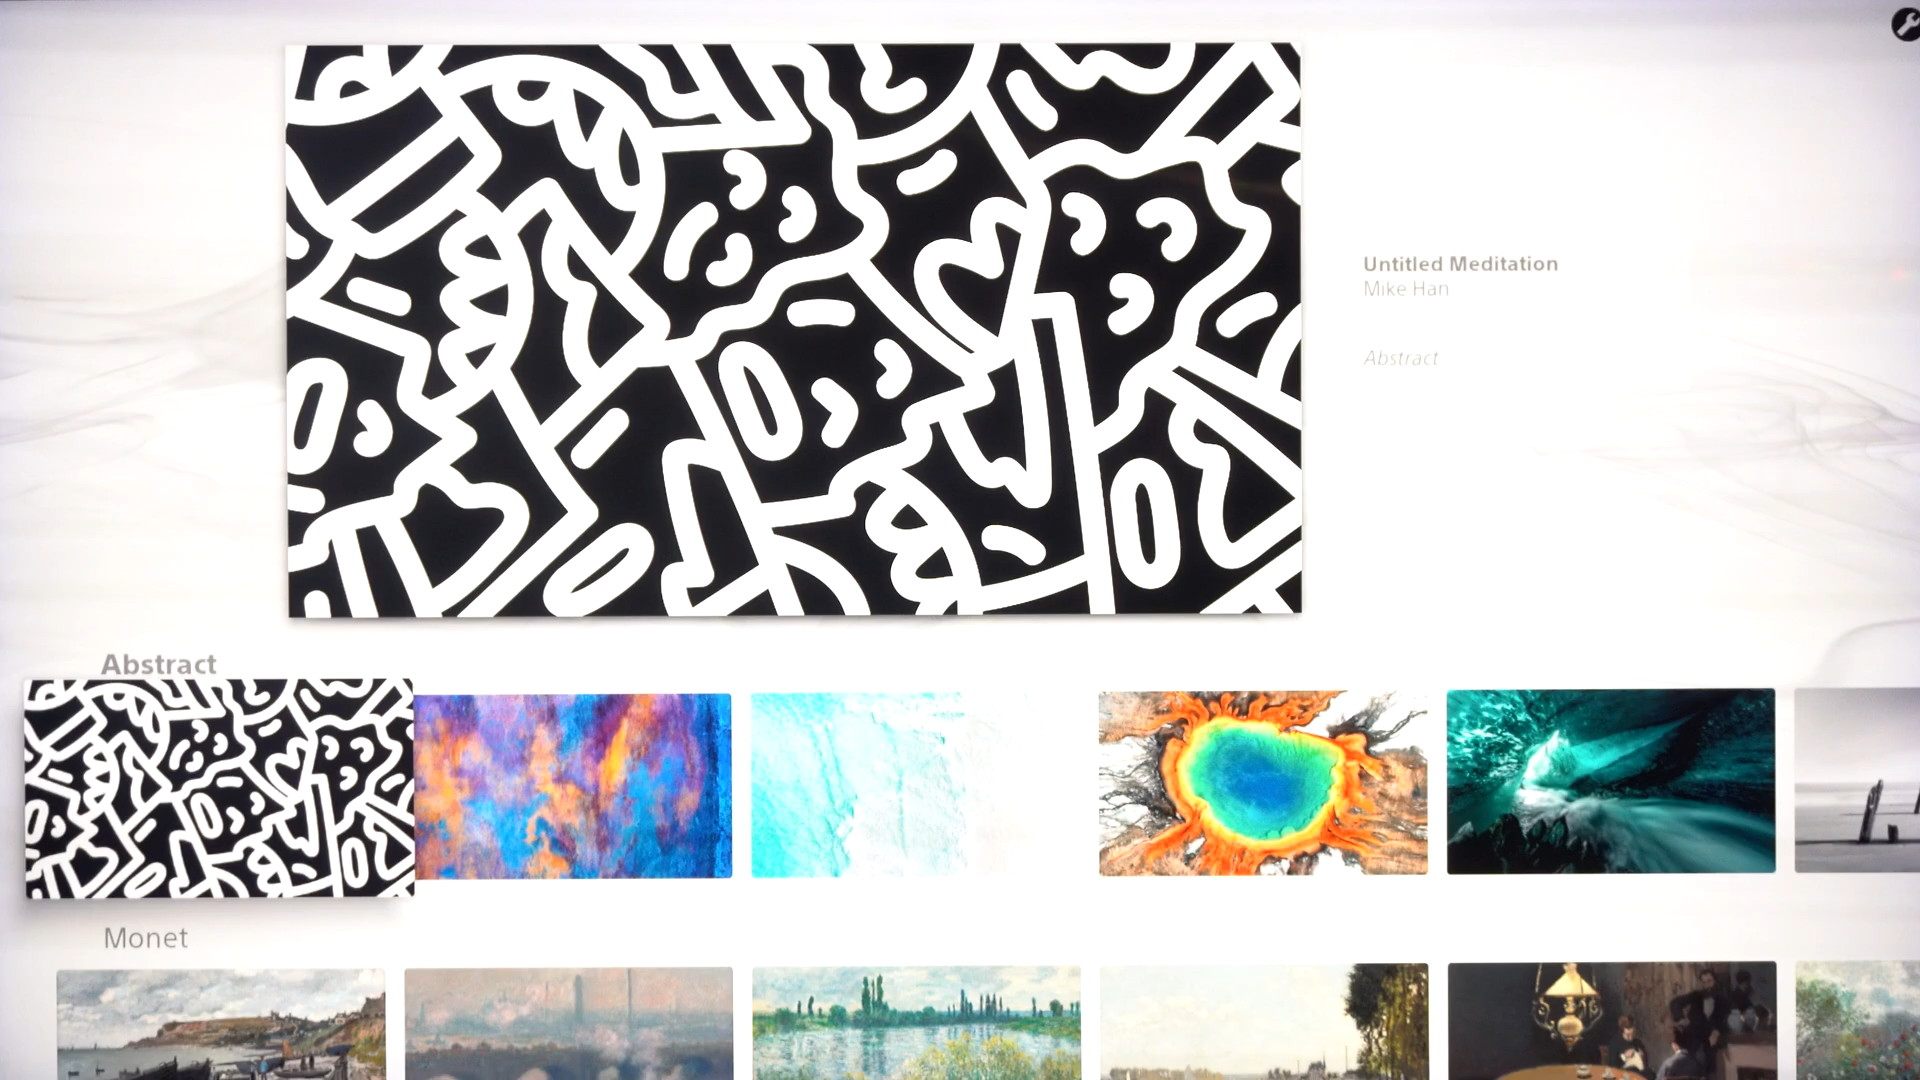 Untitled Meditation
Mike Han
Abstract
Abstract
Monet